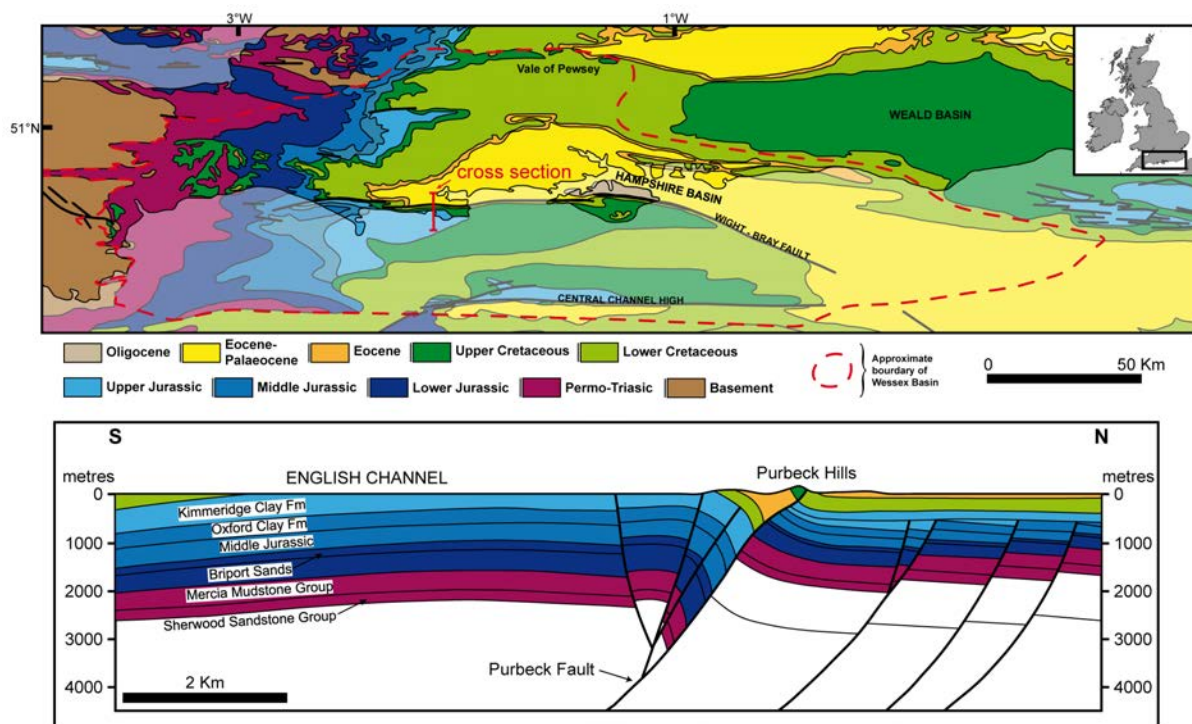 3°W
1°W
Vale of Pewsey
51°N
WEALD BASIN
cross section
HAMPSHIRE BASIN
WIGHT - BRAY FAULT
CENTRAL CHANNEL HIGH
Oligocene
Eocene-
Palaeocene
Eocene
Upper Cretaceous
Lower Cretaceous
Upper Jurassic
Middle Jurassic
Lower Jurassic
Permo-Triasic
Basement
Approximate
boundary of
Wessex Basin
0 50 Km
S
N
metres
ENGLISH CHANNEL
Purbeck Hills
metres
0
0
Kimmeridge Clay Fm
Oxford Clay Fm
1000
Middle Jurassic
1000
Briport Sands
2000
Mercia Mudstone Group
2000
Sherwood Sandstone Group
3000
3000
Purbeck Fault
2 Km
4000
4000